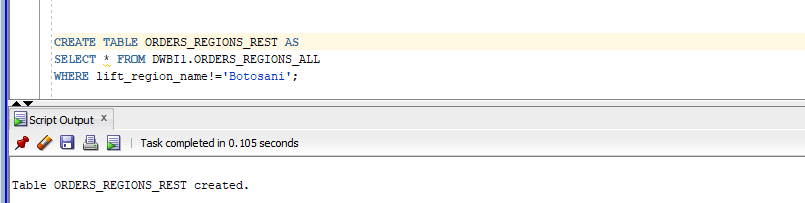 CREATE TABLE ORDERS_REGIONS_REST AS
SELECT * FROM DWBI1.ORDERS_REGIONS_ALL
WHERE lift_region_name!='Botosani';
Script Output x
Task completed in 0.105 seconds
Table ORDERS_REGIONS_REST created.